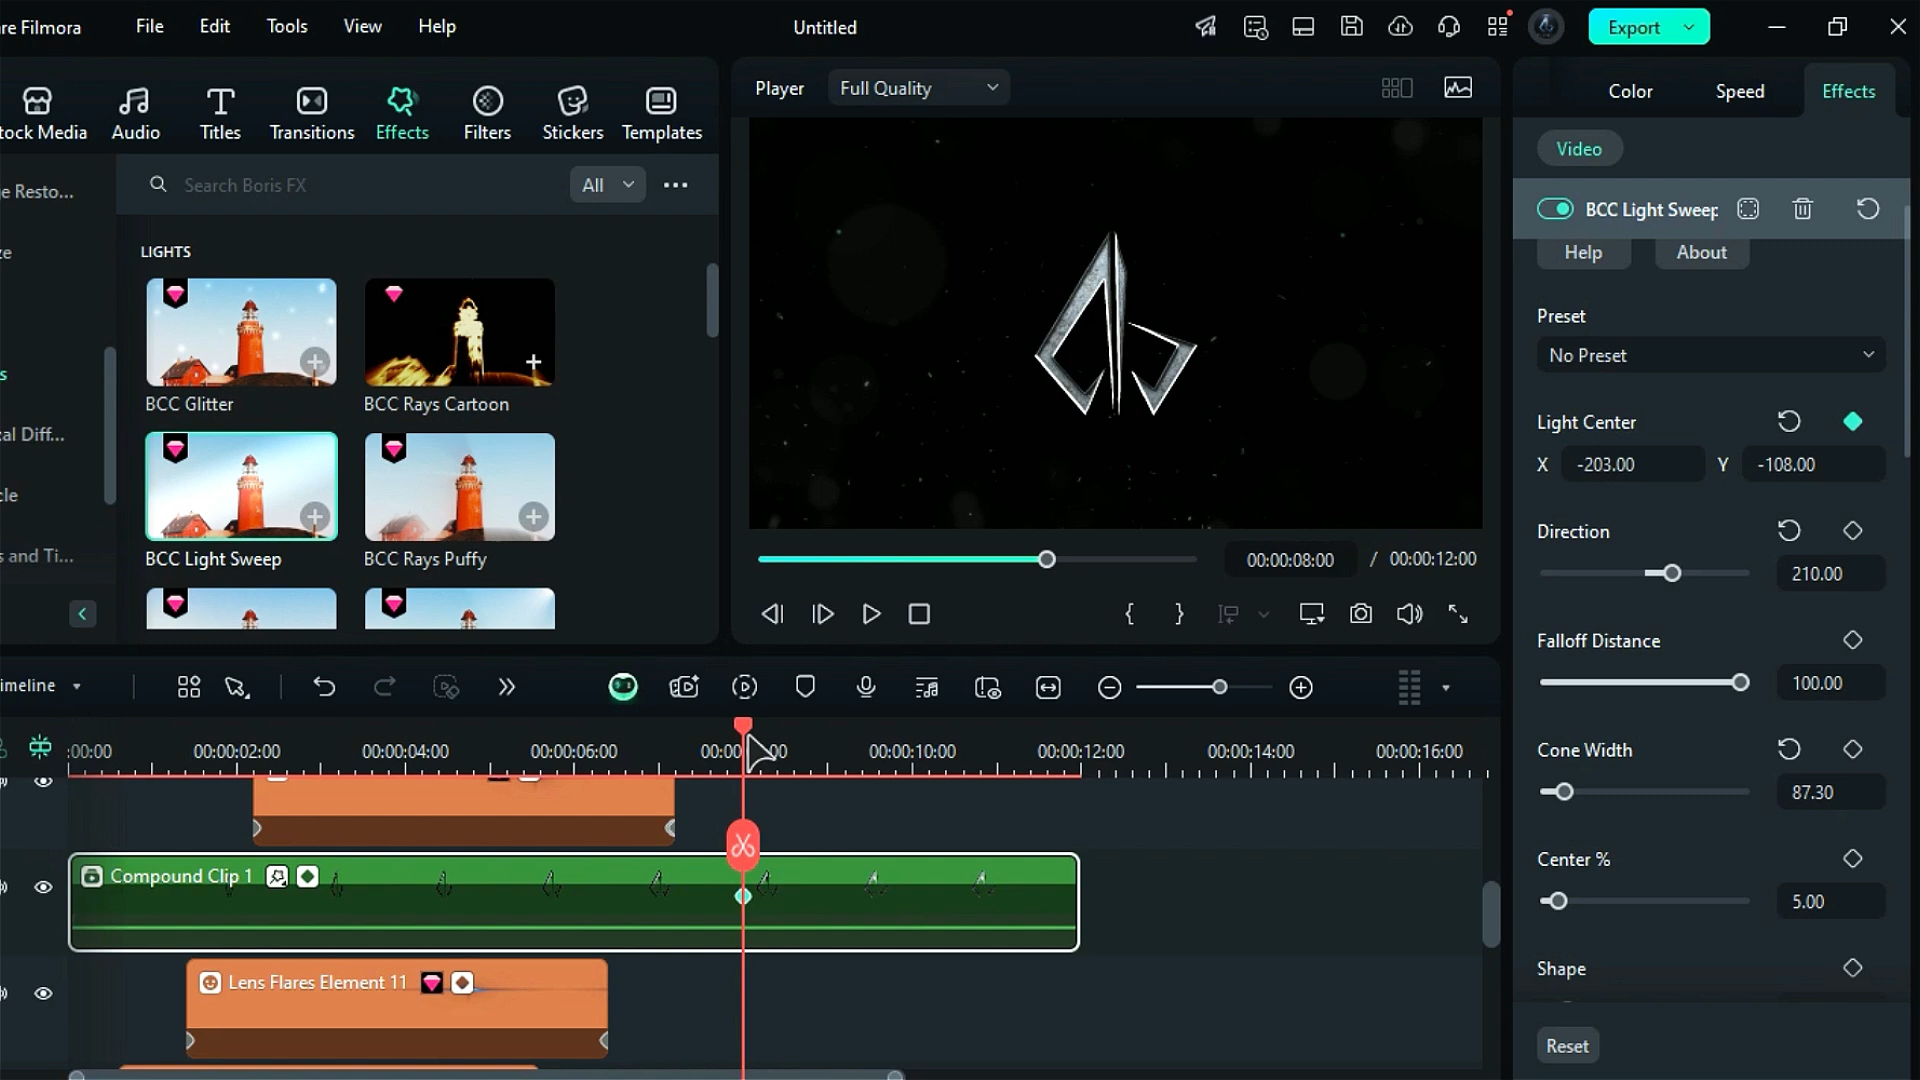 re Filmora
File
Edit
Tools
View
Help
Untitled
Export
tock Media
Audio
Titles
Transitions
Effects
Filters
Stickers
Templates
Player
Full Quality
Color
Speed
Effects
Video
e Resto...
Search Boris FX
All
BCC Light Sweep
Help
About
ze
LIGHTS
Preset
No Preset
s
BCC Glitter
BCC Rays Cartoon
Light Center
X
-203.00
Y
-108.00
cal Diff...
cle
Direction
210.00
s and Ti...
BCC Light Sweep
BCC Rays Puffy
00:00:08:00
/
00:00:12:00
Falloff Distance
100.00
imeline
:00:00
00:00:02:00
00:00:04:00
00:00:06:00
00:00:10:00
00:00:12:00
00:00:14:00
00:00:16:00
Cone Width
87.30
Compound Clip 1
Center %
5.00
Lens Flares Element 11
Shape
Reset